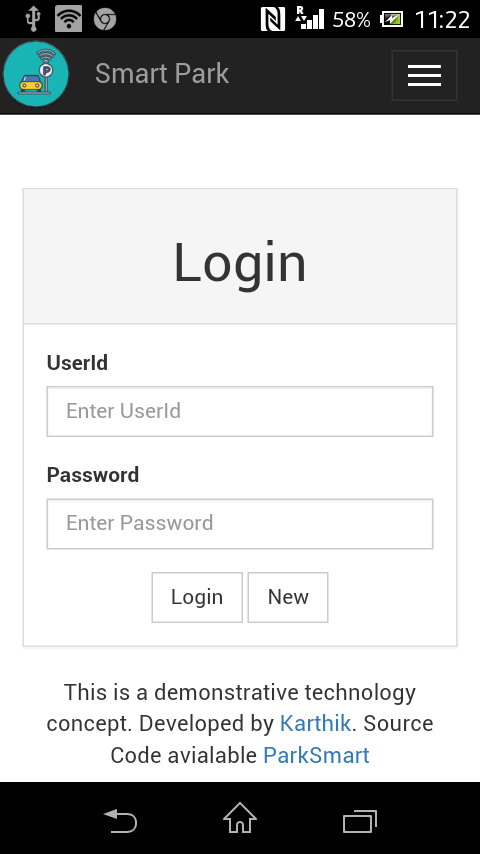 R 58% 11:22
P Smart Park
Login
UserId
Enter UserId
Password
Enter Password
Login New
This is a demonstrative technology
concept. Developed by Karthik. Source
Code avialable ParkSmart